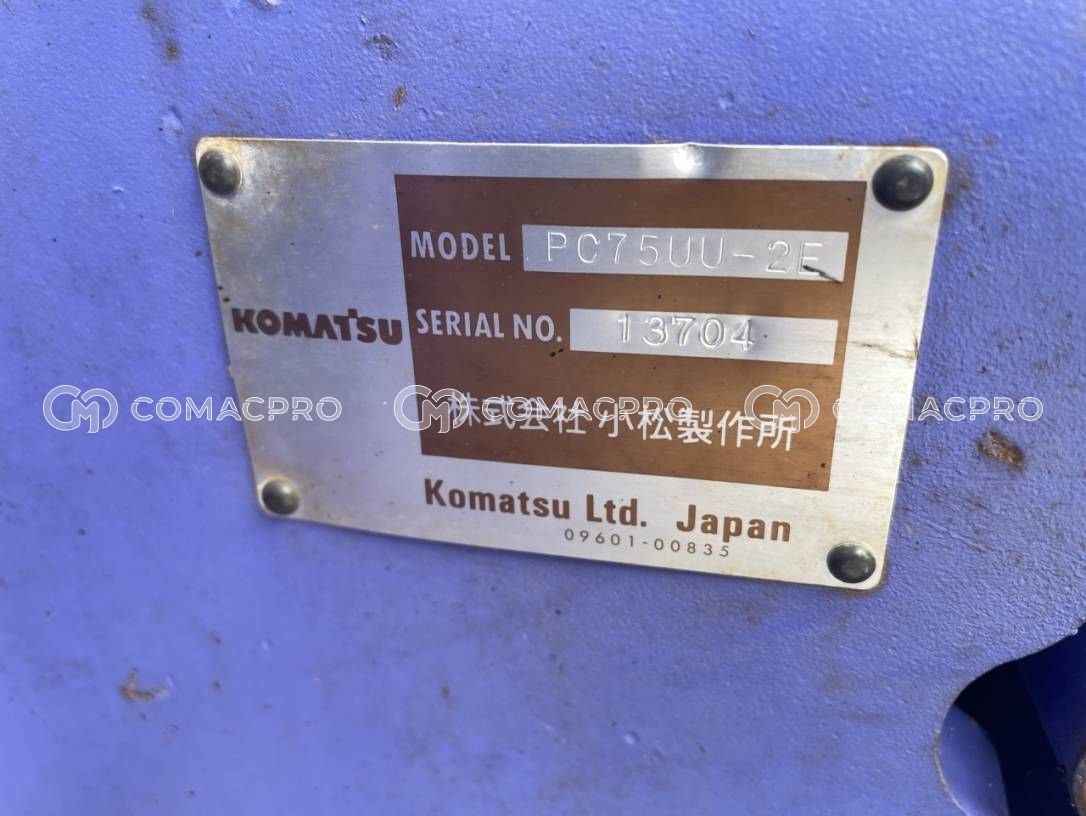 MODEL PC75UU-2E
KOMATSU SERIAL NO. 13704
COMACPRO COMACPRO COMACPRO
株式会社 小松製作所
Komatsu Ltd. Japan
09601-00835